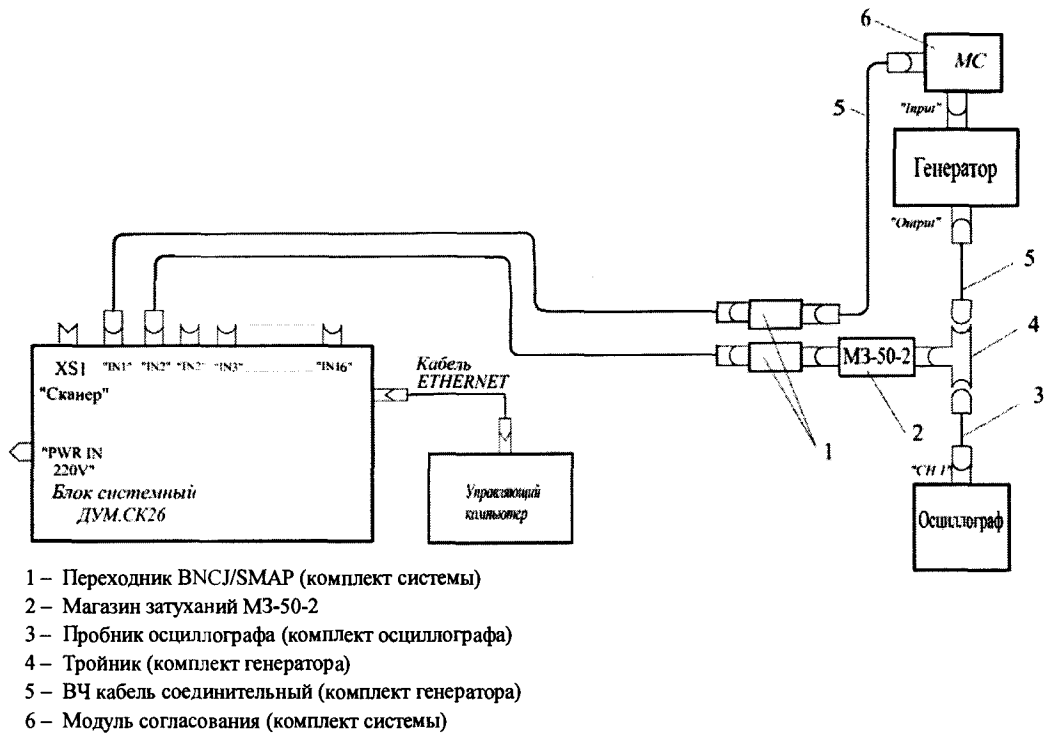 6
МС
5
"Input"
Генератор
"Output"
5
4
XS1 "IN1" "IN2" "IN2" "IN3" "IN16"
"Сканер"
Кабель
ETHERNET
МЗ-50-2
1
2
3
"PWR IN
220V"
Блок системный
ДУМ.СК26
Управляющий
компьютер
"CH 1"
Осциллограф
1 – Переходник BNCJ/SMAP (комплект системы)
2 – Магазин затуханий МЗ-50-2
3 – Пробник осциллографа (комплект осциллографа)
4 – Тройник (комплект генератора)
5 – ВЧ кабель соединительный (комплект генератора)
6 – Модуль согласования (комплект системы)